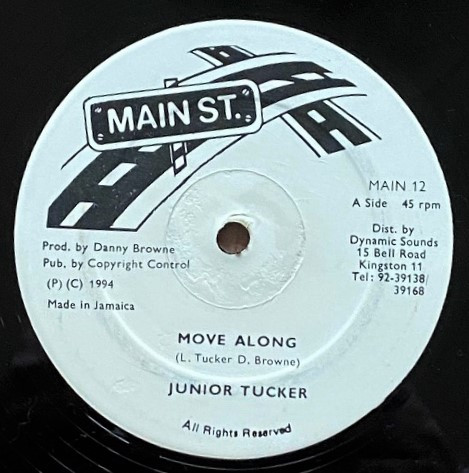 MAIN ST.
MAIN 12
A Side 45 rpm
Prod. by Danny Browne
Pub. by Copyright Control
(P) (C) 1994
Made in Jamaica
Dist. by
Dynamic Sounds
15 Bell Road
Kingston 11
Tel: 92-39138
39168
MOVE ALONG
(L. Tucker D. Browne)
JUNIOR TUCKER
All Rights Reserved